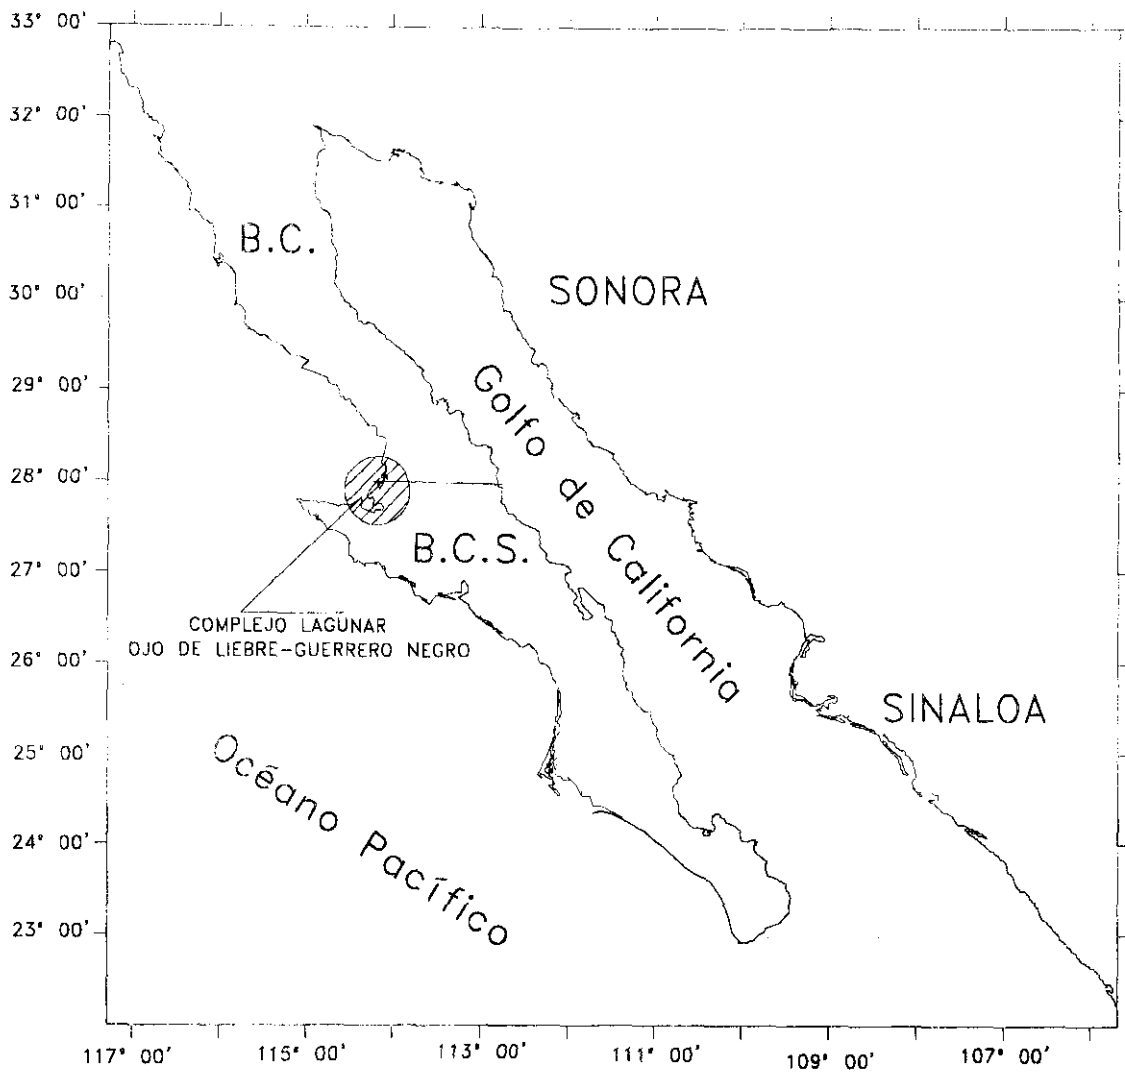 33° 00'
32° 00'
31° 00'
30° 00'
29° 00'
28° 00'
27° 00'
26° 00'
25° 00'
24° 00'
23° 00'
B.C.
SONORA
Golfo de California
B.C.S.
COMPLEJO LAGUNAR
OJO DE LIEBRE-GUERRERO NEGRO
SINALOA
Océano Pacífico
117° 00'
115° 00'
113° 00'
111° 00'
109° 00'
107° 00'